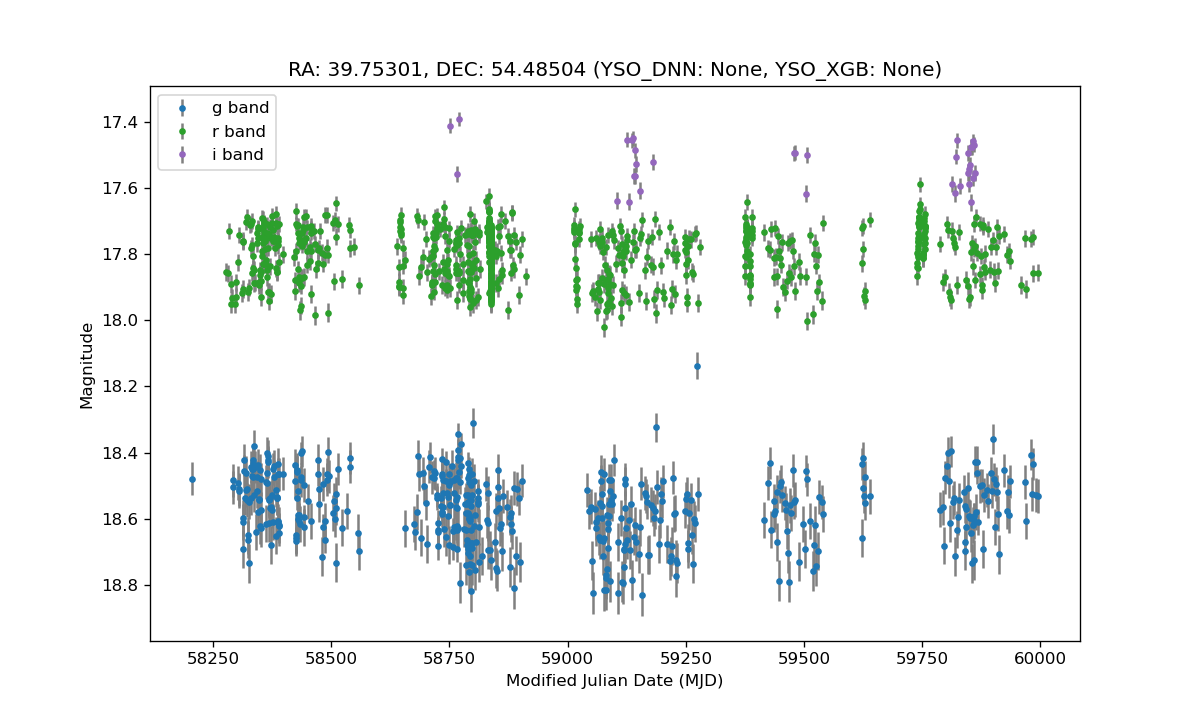 RA: 39.75301, DEC: 54.48504 (YSO_DNN: None, YSO_XGB: None)
g band
r band
i band
17.4
17.6
17.8
18.0
18.2
18.4
18.6
18.8
Magnitude
58250 58500 58750 59000 59250 59500 59750 60000
Modified Julian Date (MJD)